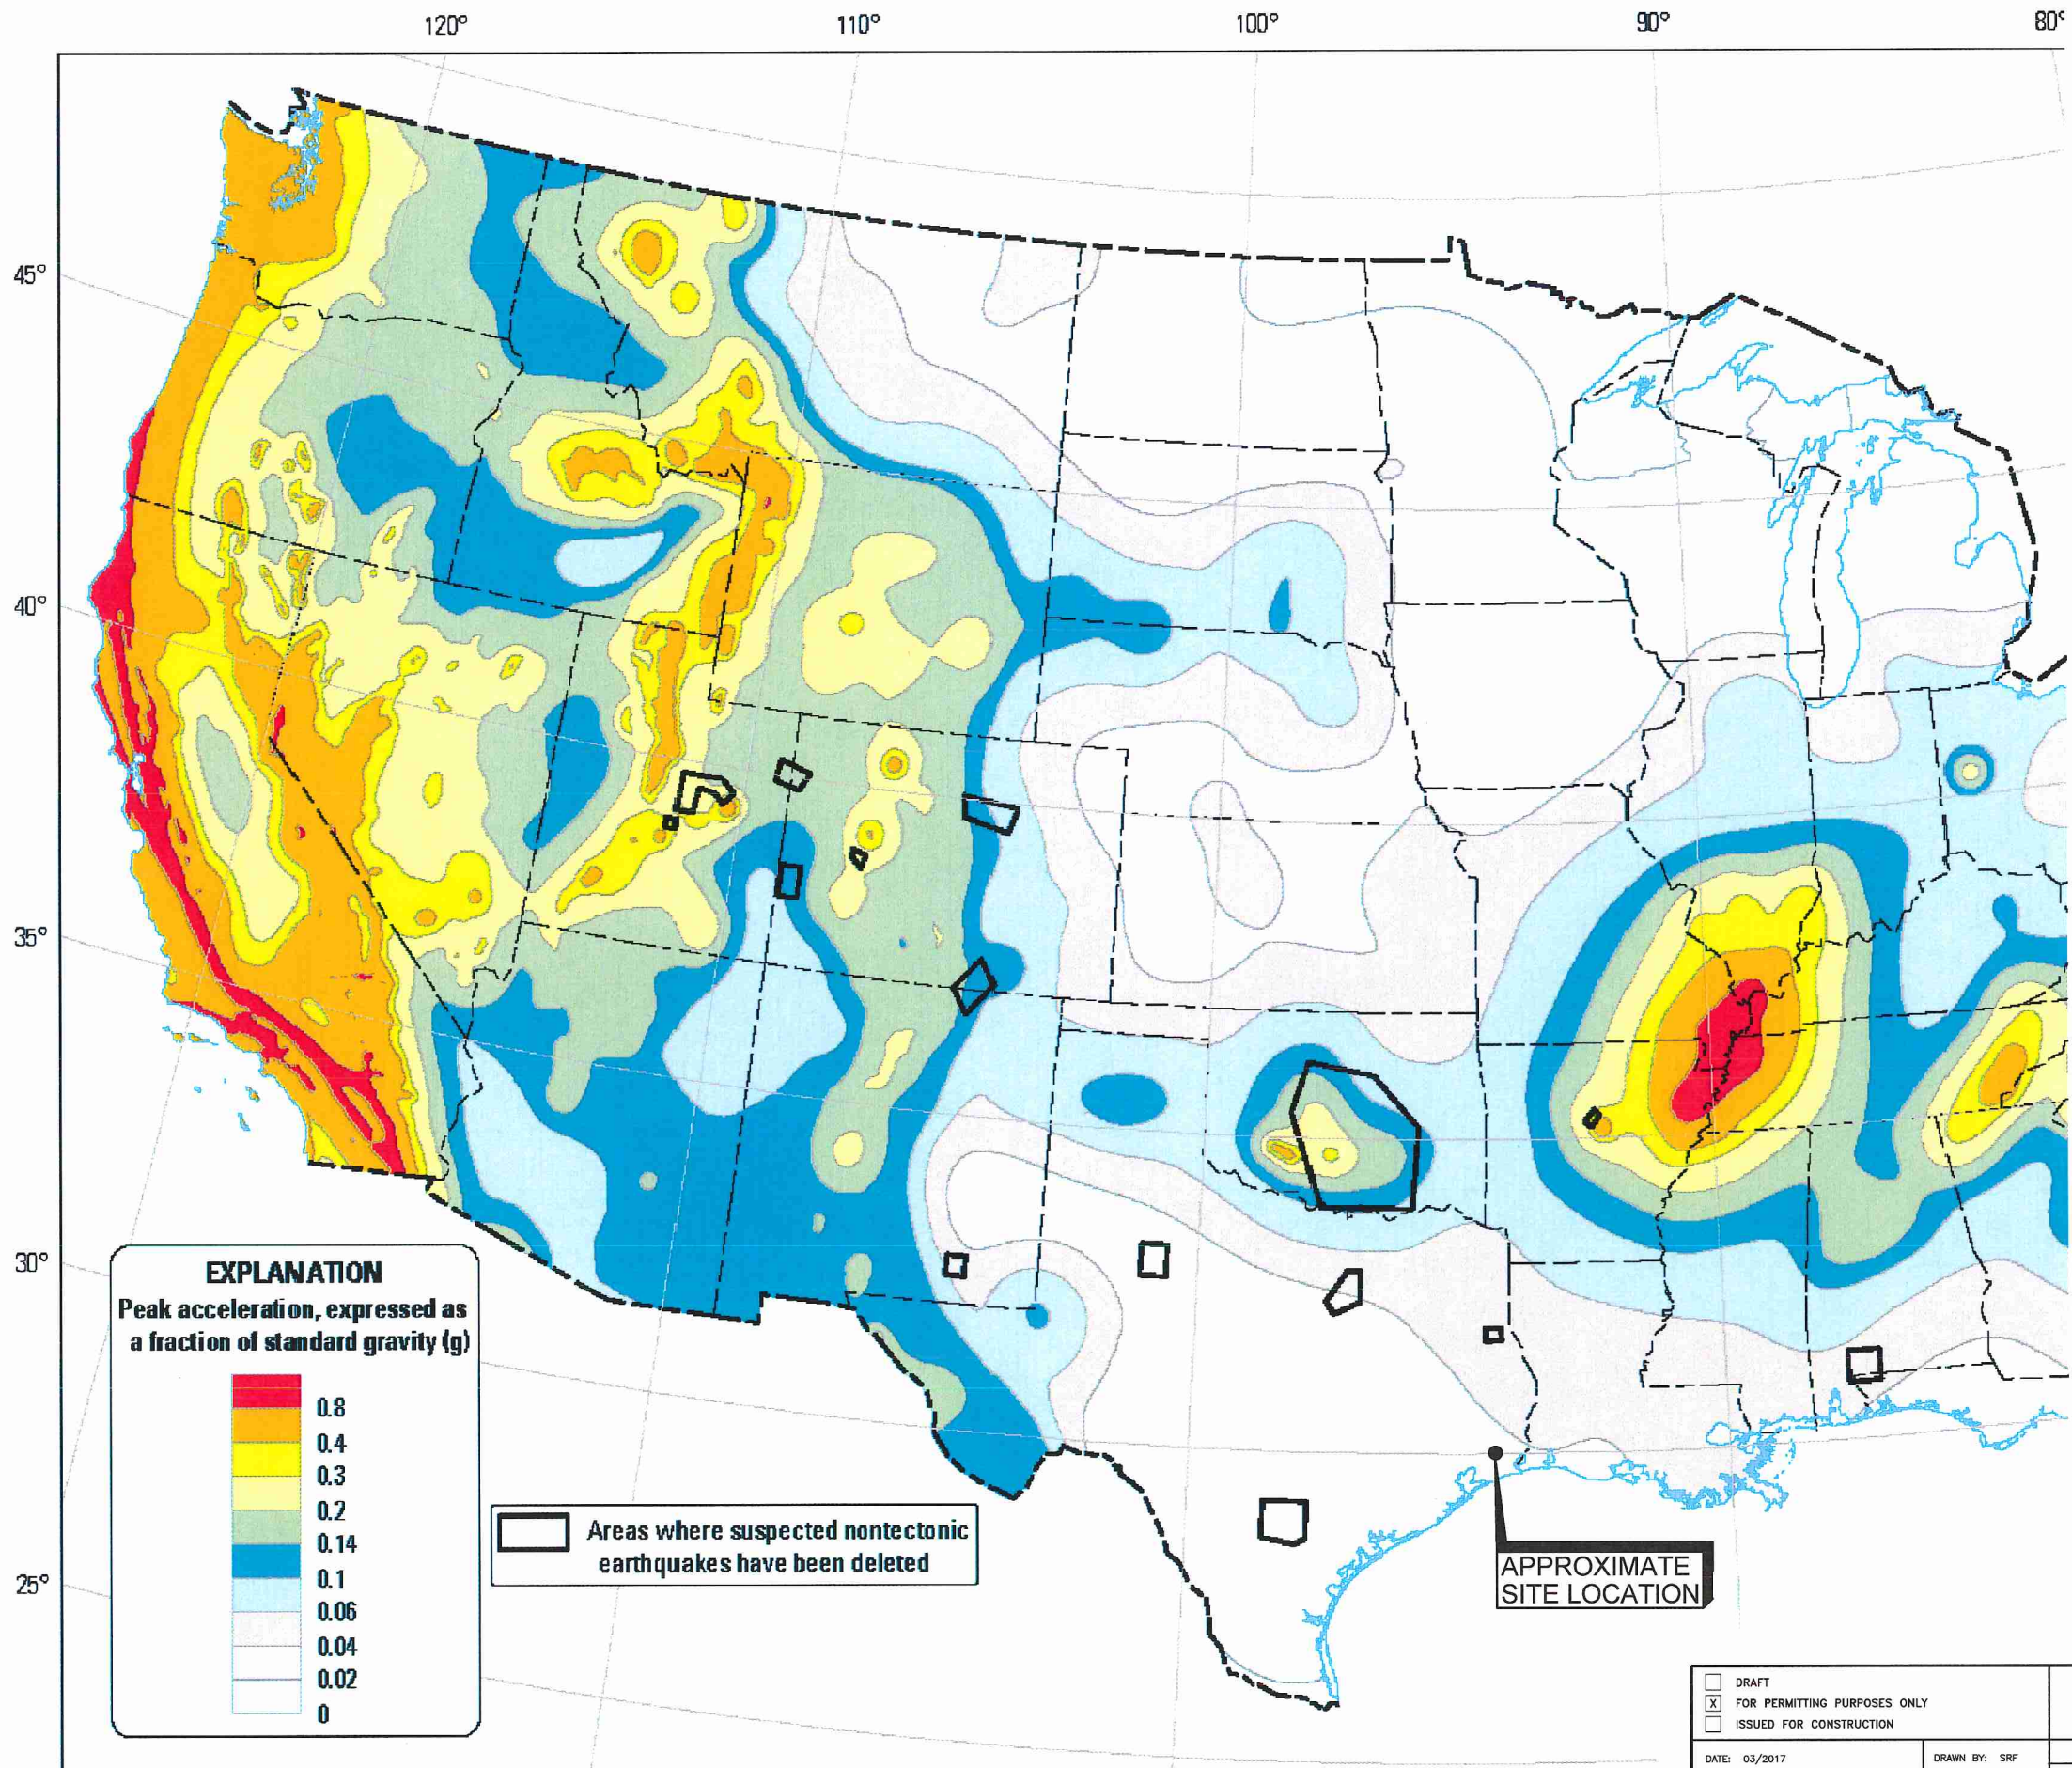 120°
110°
100°
90°
80°
45°
40°
35°
30°
25°
EXPLANATION
Peak acceleration, expressed as
a fraction of standard gravity (g)
0.8
0.4
0.3
0.2
0.14
0.1
0.06
0.04
0.02
0
Areas where suspected nontectonic
earthquakes have been deleted
APPROXIMATE
SITE LOCATION
DRAFT
X FOR PERMITTING PURPOSES ONLY
ISSUED FOR CONSTRUCTION
DATE: 03/2017
DRAWN BY: SRF